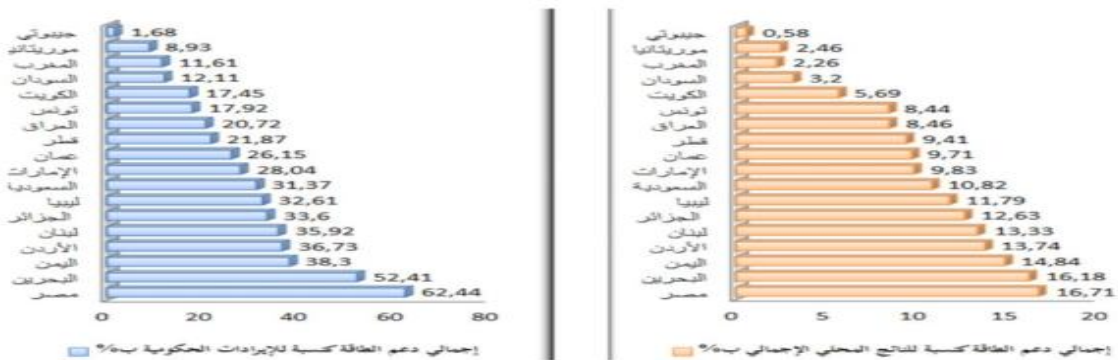 جيبوتي 1,68
موريتانيا 8,93
المغرب 11,61
السودان 12,11
الكويت 17,45
تونس 17,92
العراق 20,72
قطر 21,87
عمان 26,15
الإمارات 28,04
السعودية 31,37
ليبيا 32,61
الجزائر 33,6
لبنان 35,92
الأردن 36,73
اليمن 38,3
البحرين 52,41
مصر 62,44
0 20 40 60 80
إجمالي دعم الطاقة كنسبة للإيرادات الحكومية ب%
جيبوتي 0,58
موريتانيا 2,46
المغرب 2,26
السودان 3,2
الكويت 5,69
تونس 8,44
العراق 8,46
قطر 9,41
عمان 9,71
الإمارات 9,83
السعودية 10,82
ليبيا 11,79
الجزائر 12,63
لبنان 13,33
الأردن 13,74
اليمن 14,84
البحرين 16,18
مصر 16,71
0 5 10 15 20
إجمالي دعم الطاقة كنسبة للناتج المحلي الإجمالي ب%